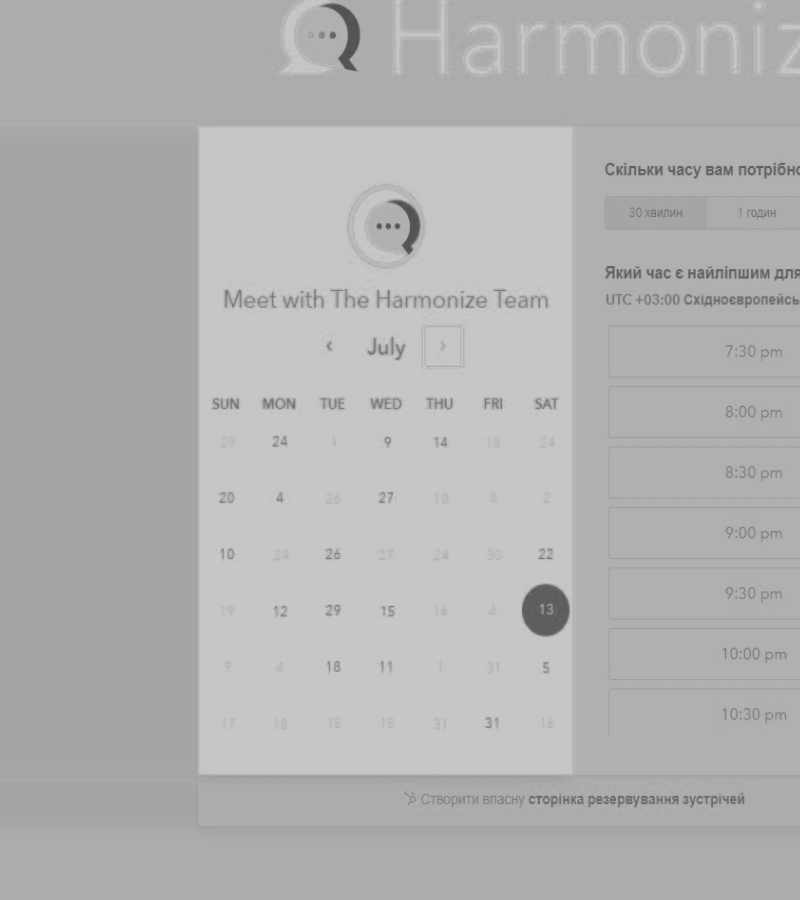 Harmoniz
Meet with The Harmonize Team
‹ July ›
SUN MON TUE WED THU FRI SAT
29 24 1 9 14 18 24
20 4 26 27 10 8 2
10 24 26 27 24 30 22
19 12 29 15 16 4 13
9 4 18 11 1 31 5
17 18 15 15 31 31 16
Скільки часу вам потрібно
30 хвилин 1 годин
Який час є найліпшим для
UTC +03:00 Східноєвропейсь
7:30 pm
8:00 pm
8:30 pm
9:00 pm
9:30 pm
10:00 pm
10:30 pm
Створити власну сторінка резервування зустрічей